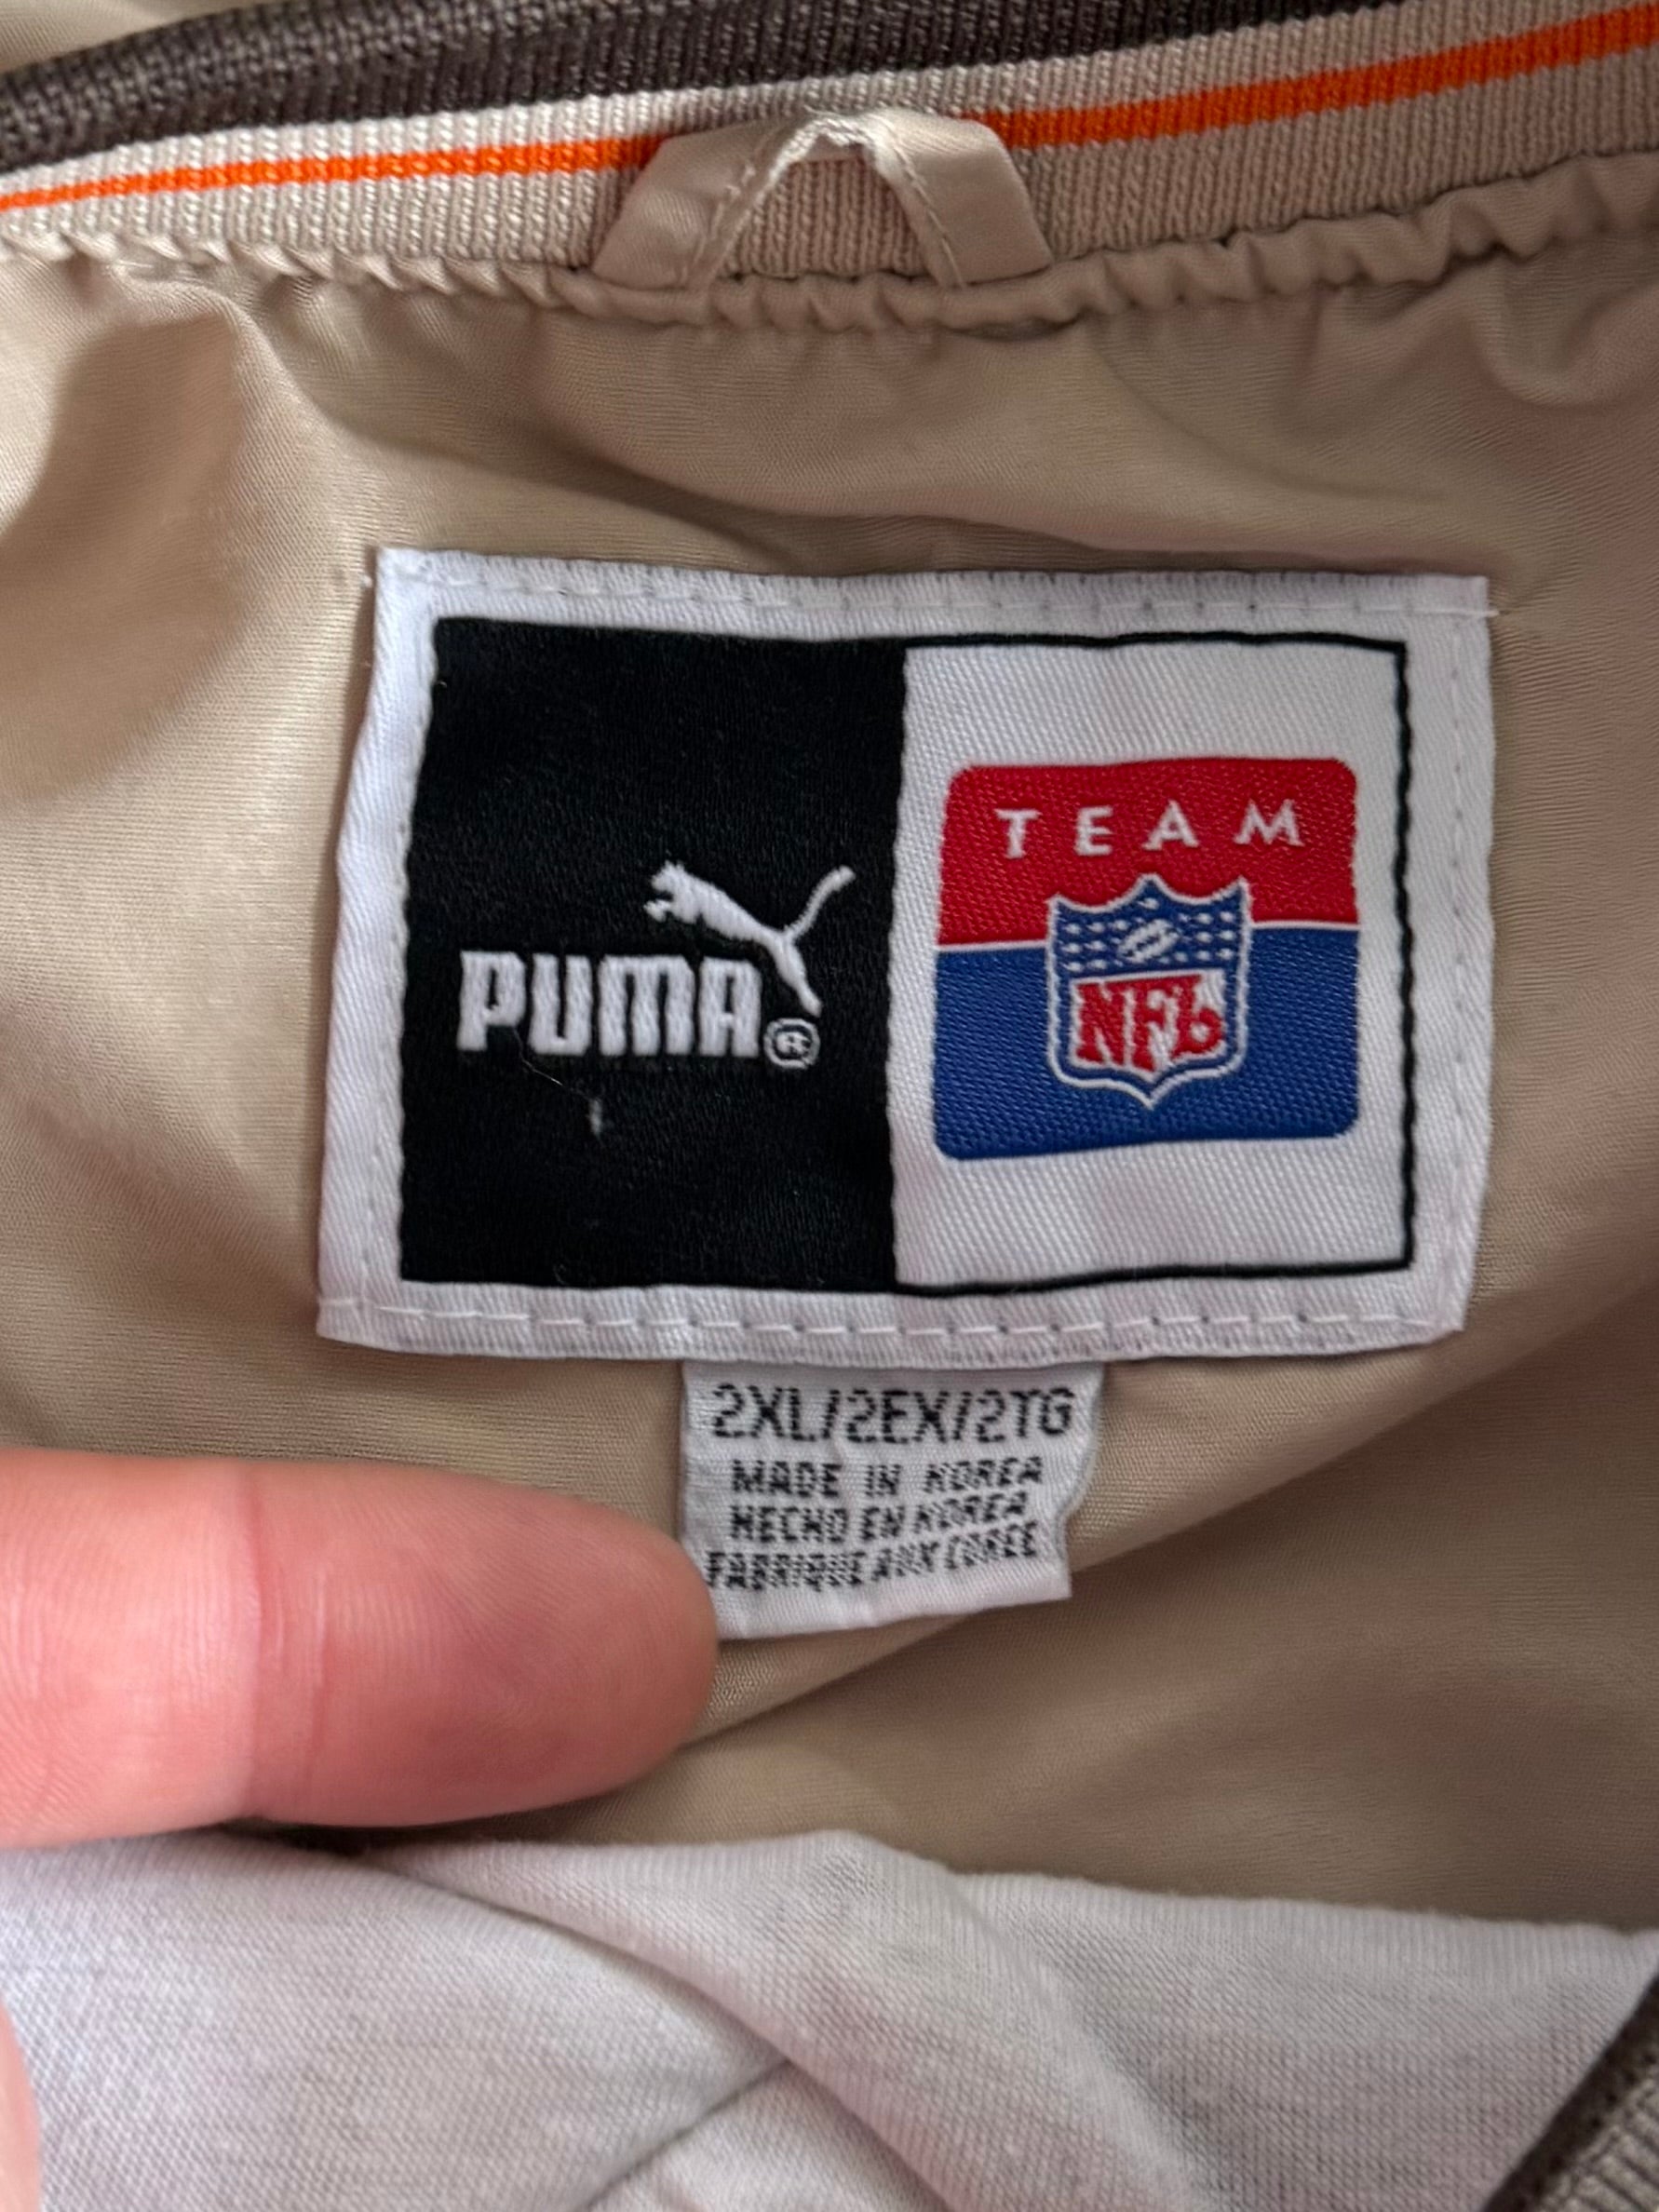 TEAM
PUMA®
NFL
2XL/2EX/2TG
MADE IN KOREA
HECHO EN KOREA
FABRIQUE AUX COREE